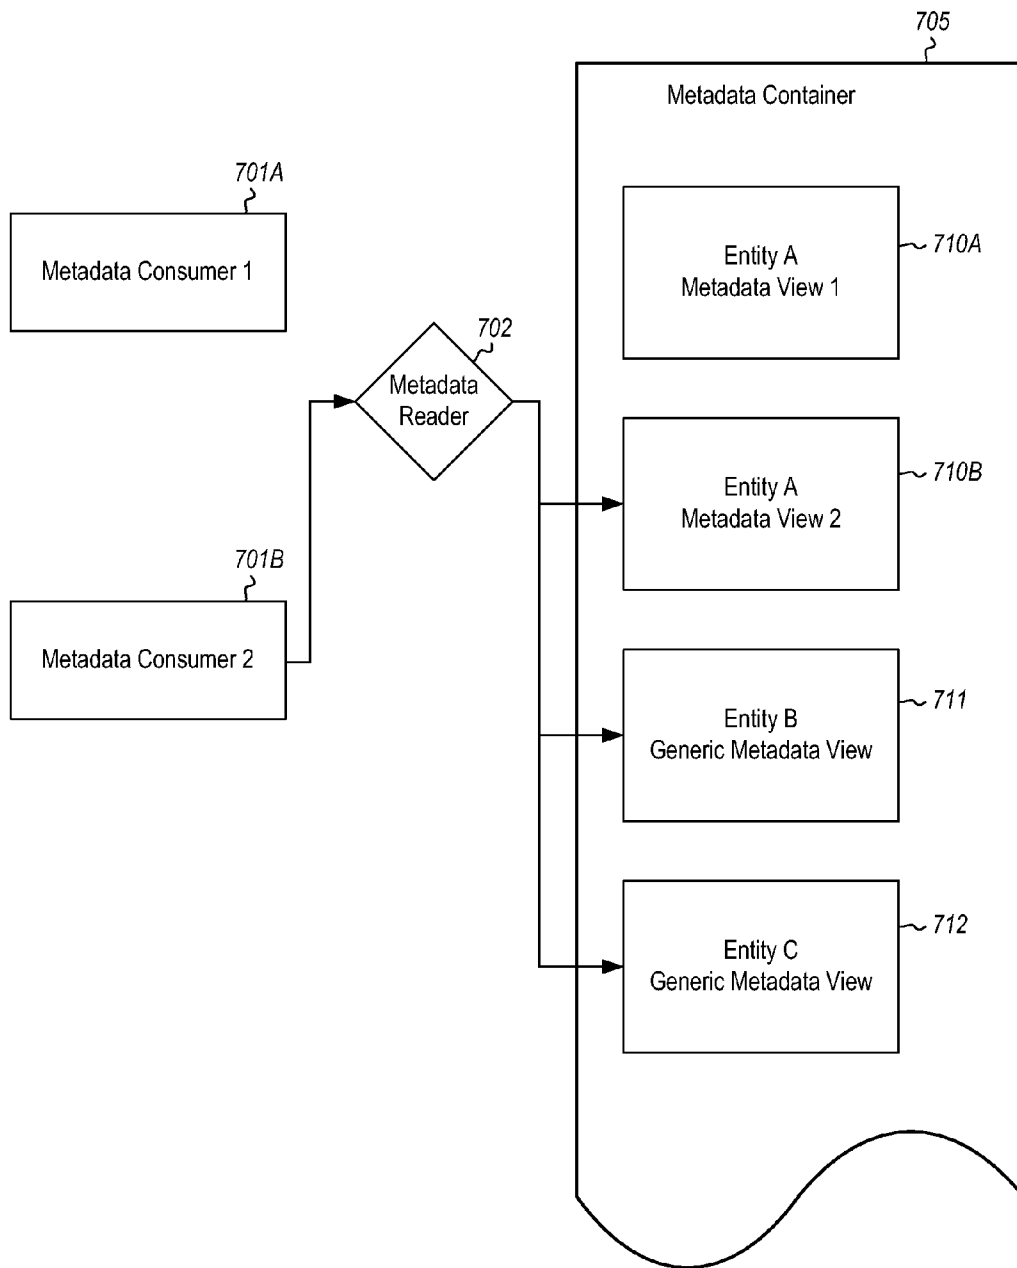 705
Metadata Container
701A
Metadata Consumer 1
Entity A
Metadata View 1
710A
702
Metadata
Reader
Entity A
Metadata View 2
710B
701B
Metadata Consumer 2
Entity B
Generic Metadata View
711
Entity C
Generic Metadata View
712